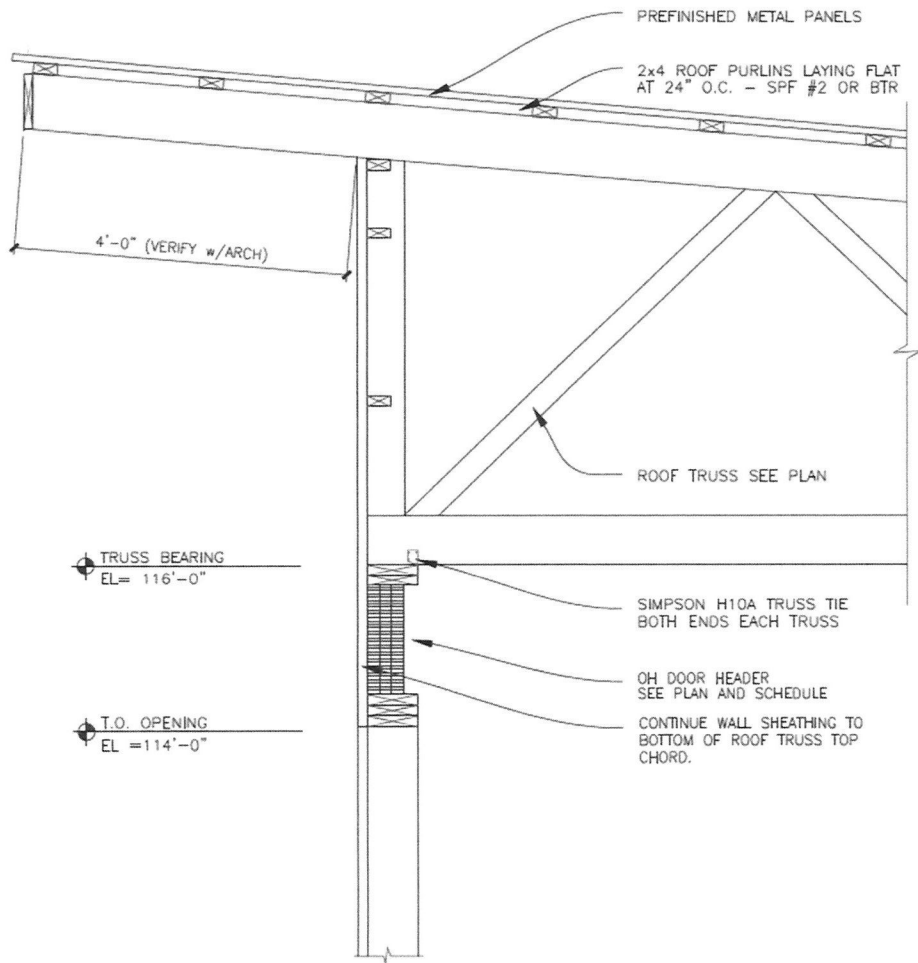 PREFINISHED METAL PANELS
2x4 ROOF PURLINS LAYING FLAT
AT 24" O.C. – SPF #2 OR BTR
4'-0" (VERIFY w/ARCH)
ROOF TRUSS SEE PLAN
TRUSS BEARING
EL= 116'-0"
SIMPSON H10A TRUSS TIE
BOTH ENDS EACH TRUSS
OH DOOR HEADER
SEE PLAN AND SCHEDULE
T.O. OPENING
EL =114'-0"
CONTINUE WALL SHEATHING TO
BOTTOM OF ROOF TRUSS TOP
CHORD.